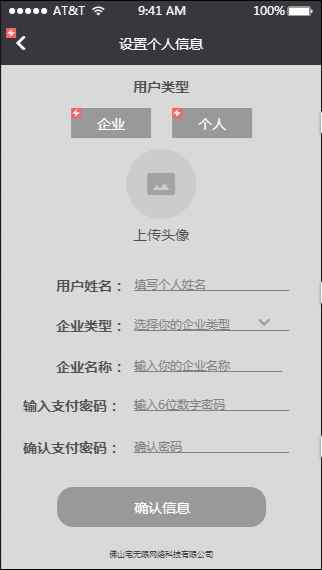 ●●●●● AT&T 9:41 AM 100%
设置个人信息
用户类型
企业 个人
上传头像
用户姓名： 填写个人姓名
企业类型： 选择你的企业类型
企业名称： 输入你的企业名称
输入支付密码： 输入6位数字密码
确认支付密码： 确认密码
确认信息
佛山宅无限网络科技有限公司